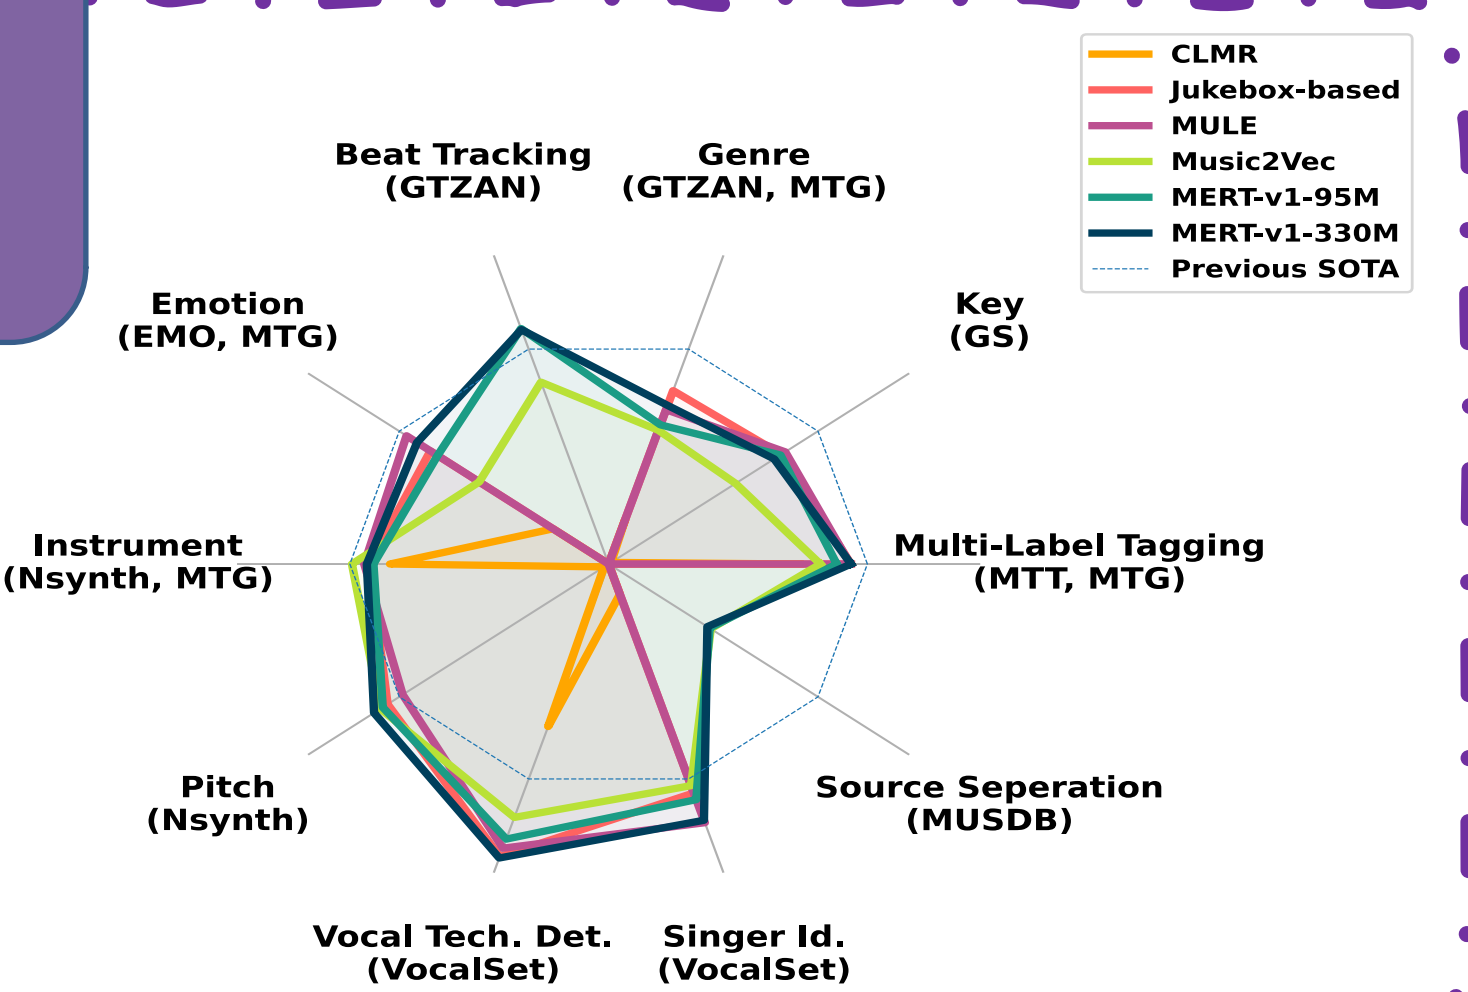 CLMR
Jukebox-based
MULE
Music2Vec
MERT-v1-95M
MERT-v1-330M
Previous SOTA
Beat Tracking
(GTZAN)
Genre
(GTZAN, MTG)
Emotion
(EMO, MTG)
Key
(GS)
Instrument
(Nsynth, MTG)
Multi-Label Tagging
(MTT, MTG)
Pitch
(Nsynth)
Source Seperation
(MUSDB)
Vocal Tech. Det.
(VocalSet)
Singer Id.
(VocalSet)